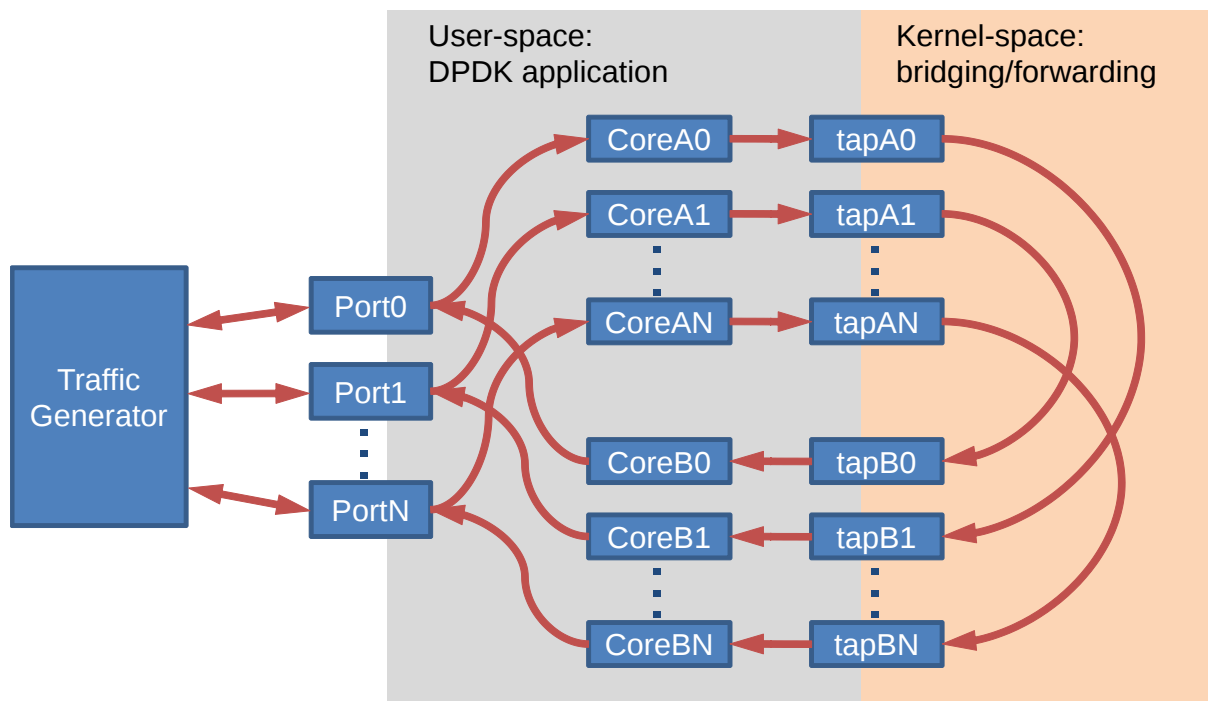 User-space:
DPDK application
Kernel-space:
bridging/forwarding
CoreA0
tapA0
CoreA1
tapA1
CoreAN
tapAN
Traffic
Generator
Port0
Port1
PortN
CoreB0
tapB0
CoreB1
tapB1
CoreBN
tapBN